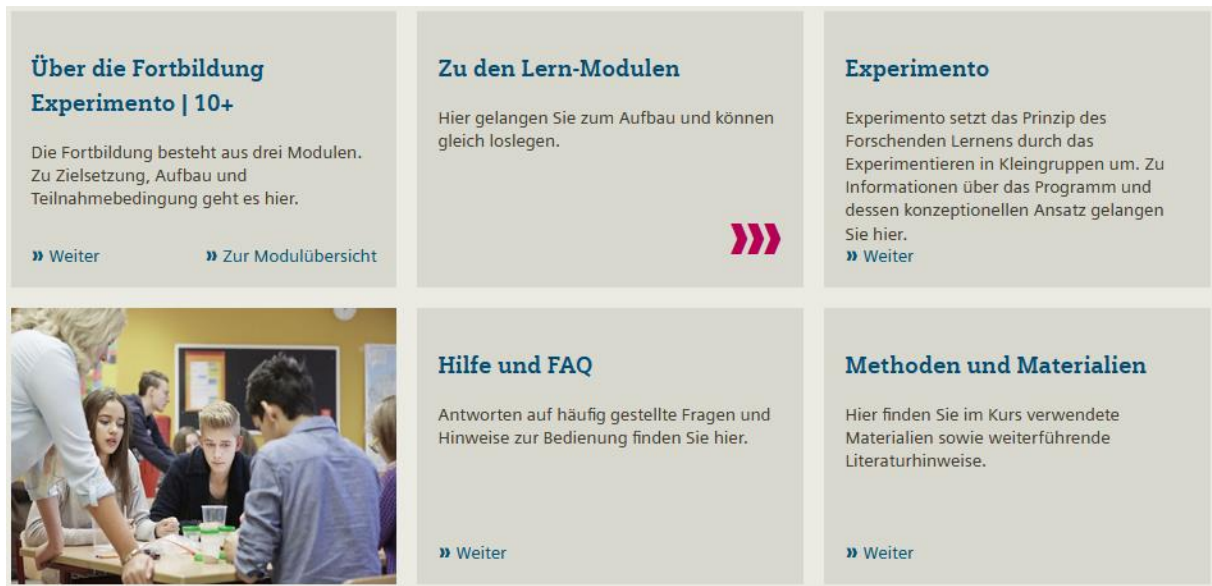 Über die Fortbildung
Experimento | 10+
Die Fortbildung besteht aus drei Modulen.
Zu Zielsetzung, Aufbau und
Teilnahmebedingung geht es hier.
» Weiter
» Zur Modulübersicht
Zu den Lern-Modulen
Hier gelangen Sie zum Aufbau und können
gleich loslegen.
Experimento
Experimento setzt das Prinzip des
Forschenden Lernens durch das
Experimentieren in Kleingruppen um. Zu
Informationen über das Programm und
dessen konzeptionellen Ansatz gelangen
Sie hier.
» Weiter
Hilfe und FAQ
Antworten auf häufig gestellte Fragen und
Hinweise zur Bedienung finden Sie hier.
» Weiter
Methoden und Materialien
Hier finden Sie im Kurs verwendete
Materialien sowie weiterführende
Literaturhinweise.
» Weiter